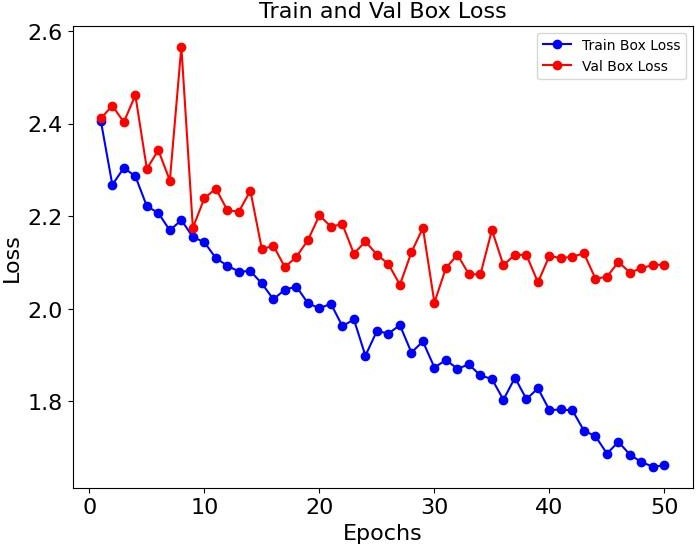 Train and Val Box Loss
Train Box Loss
Val Box Loss
2.6
2.4
2.2
2.0
1.8
Loss
0 10 20 30 40 50
Epochs